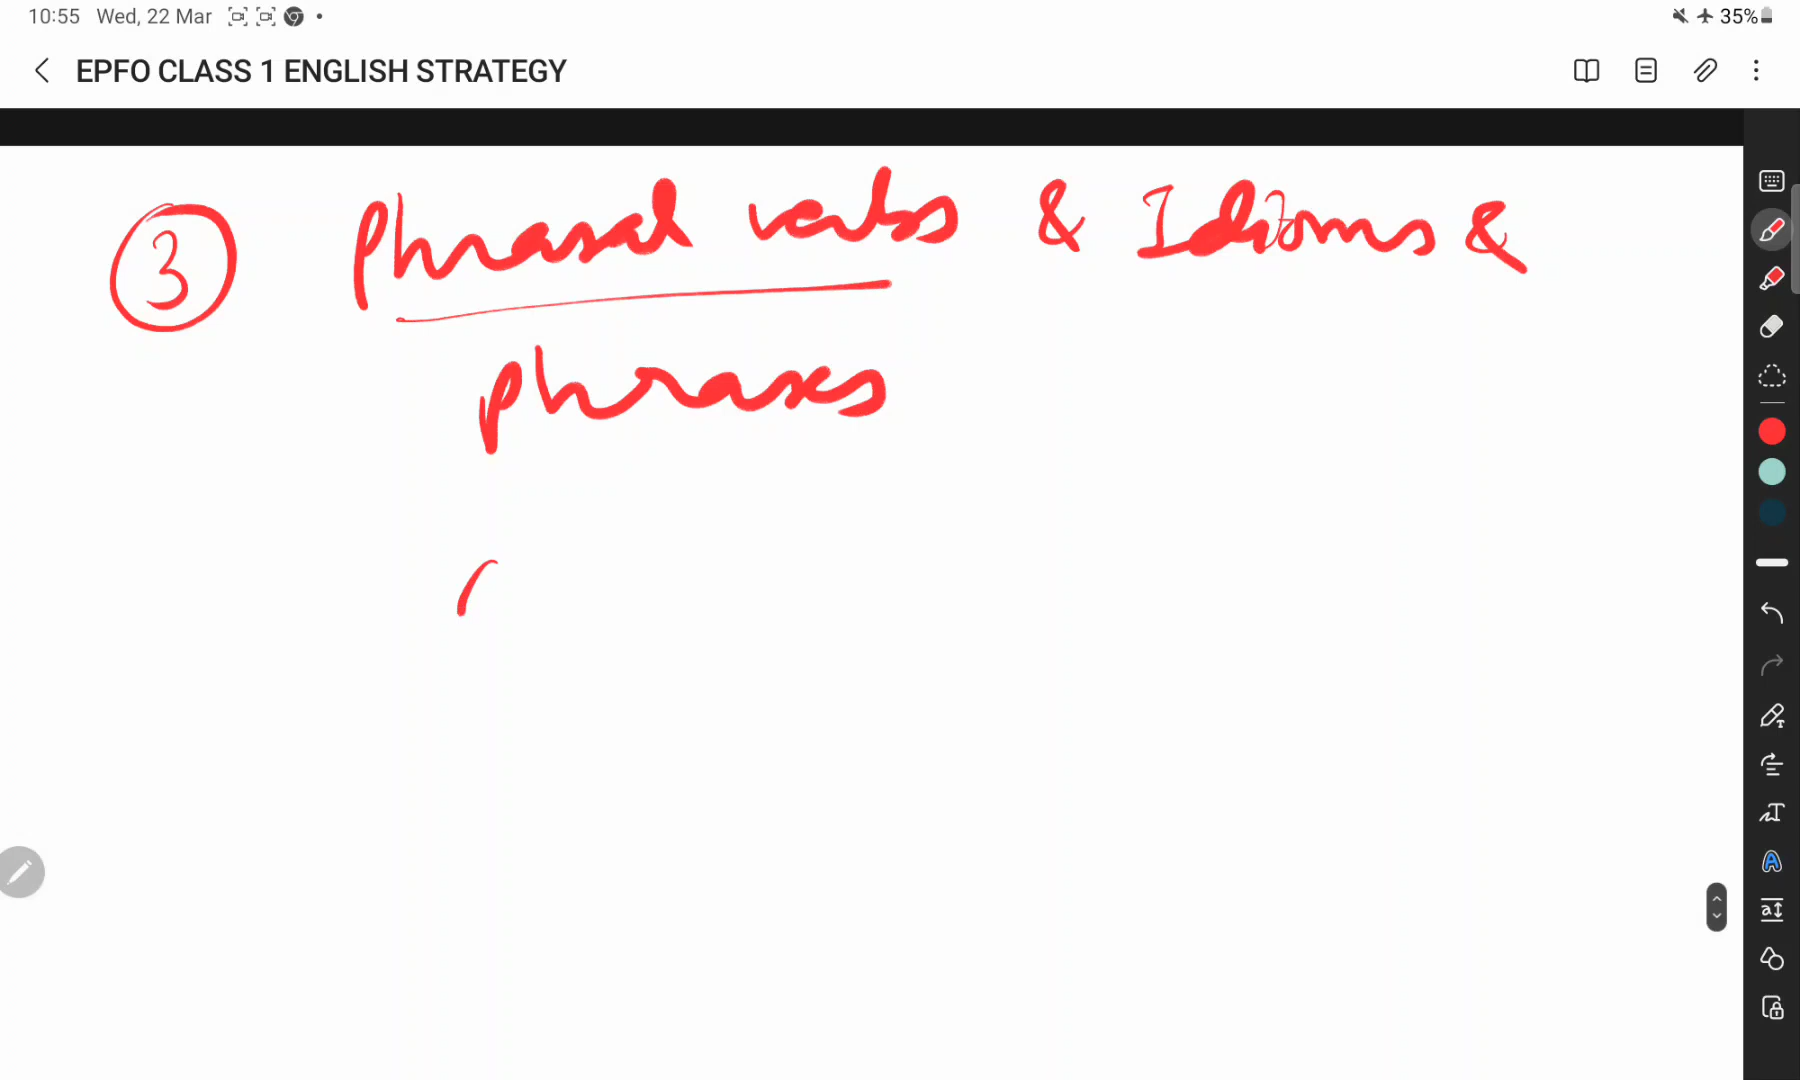 10:55 Wed, 22 Mar 35%
EPFO CLASS 1 ENGLISH STRATEGY
3 Phrasal verbs & Idioms &
phrases